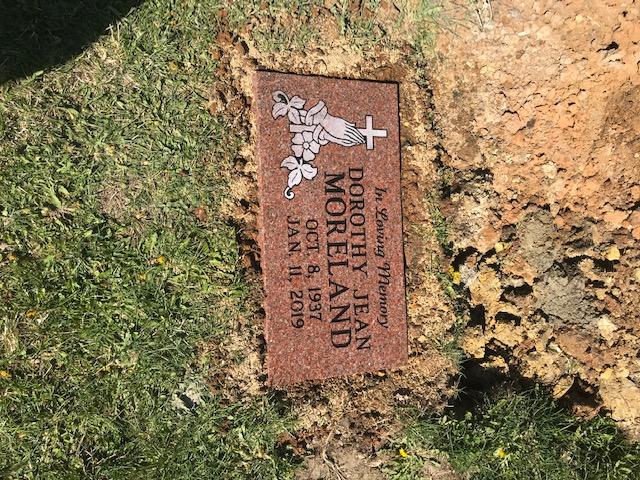 In Loving Memory
DOROTHY JEAN
MORELAND
OCT 8, 1937
JAN 11, 2019